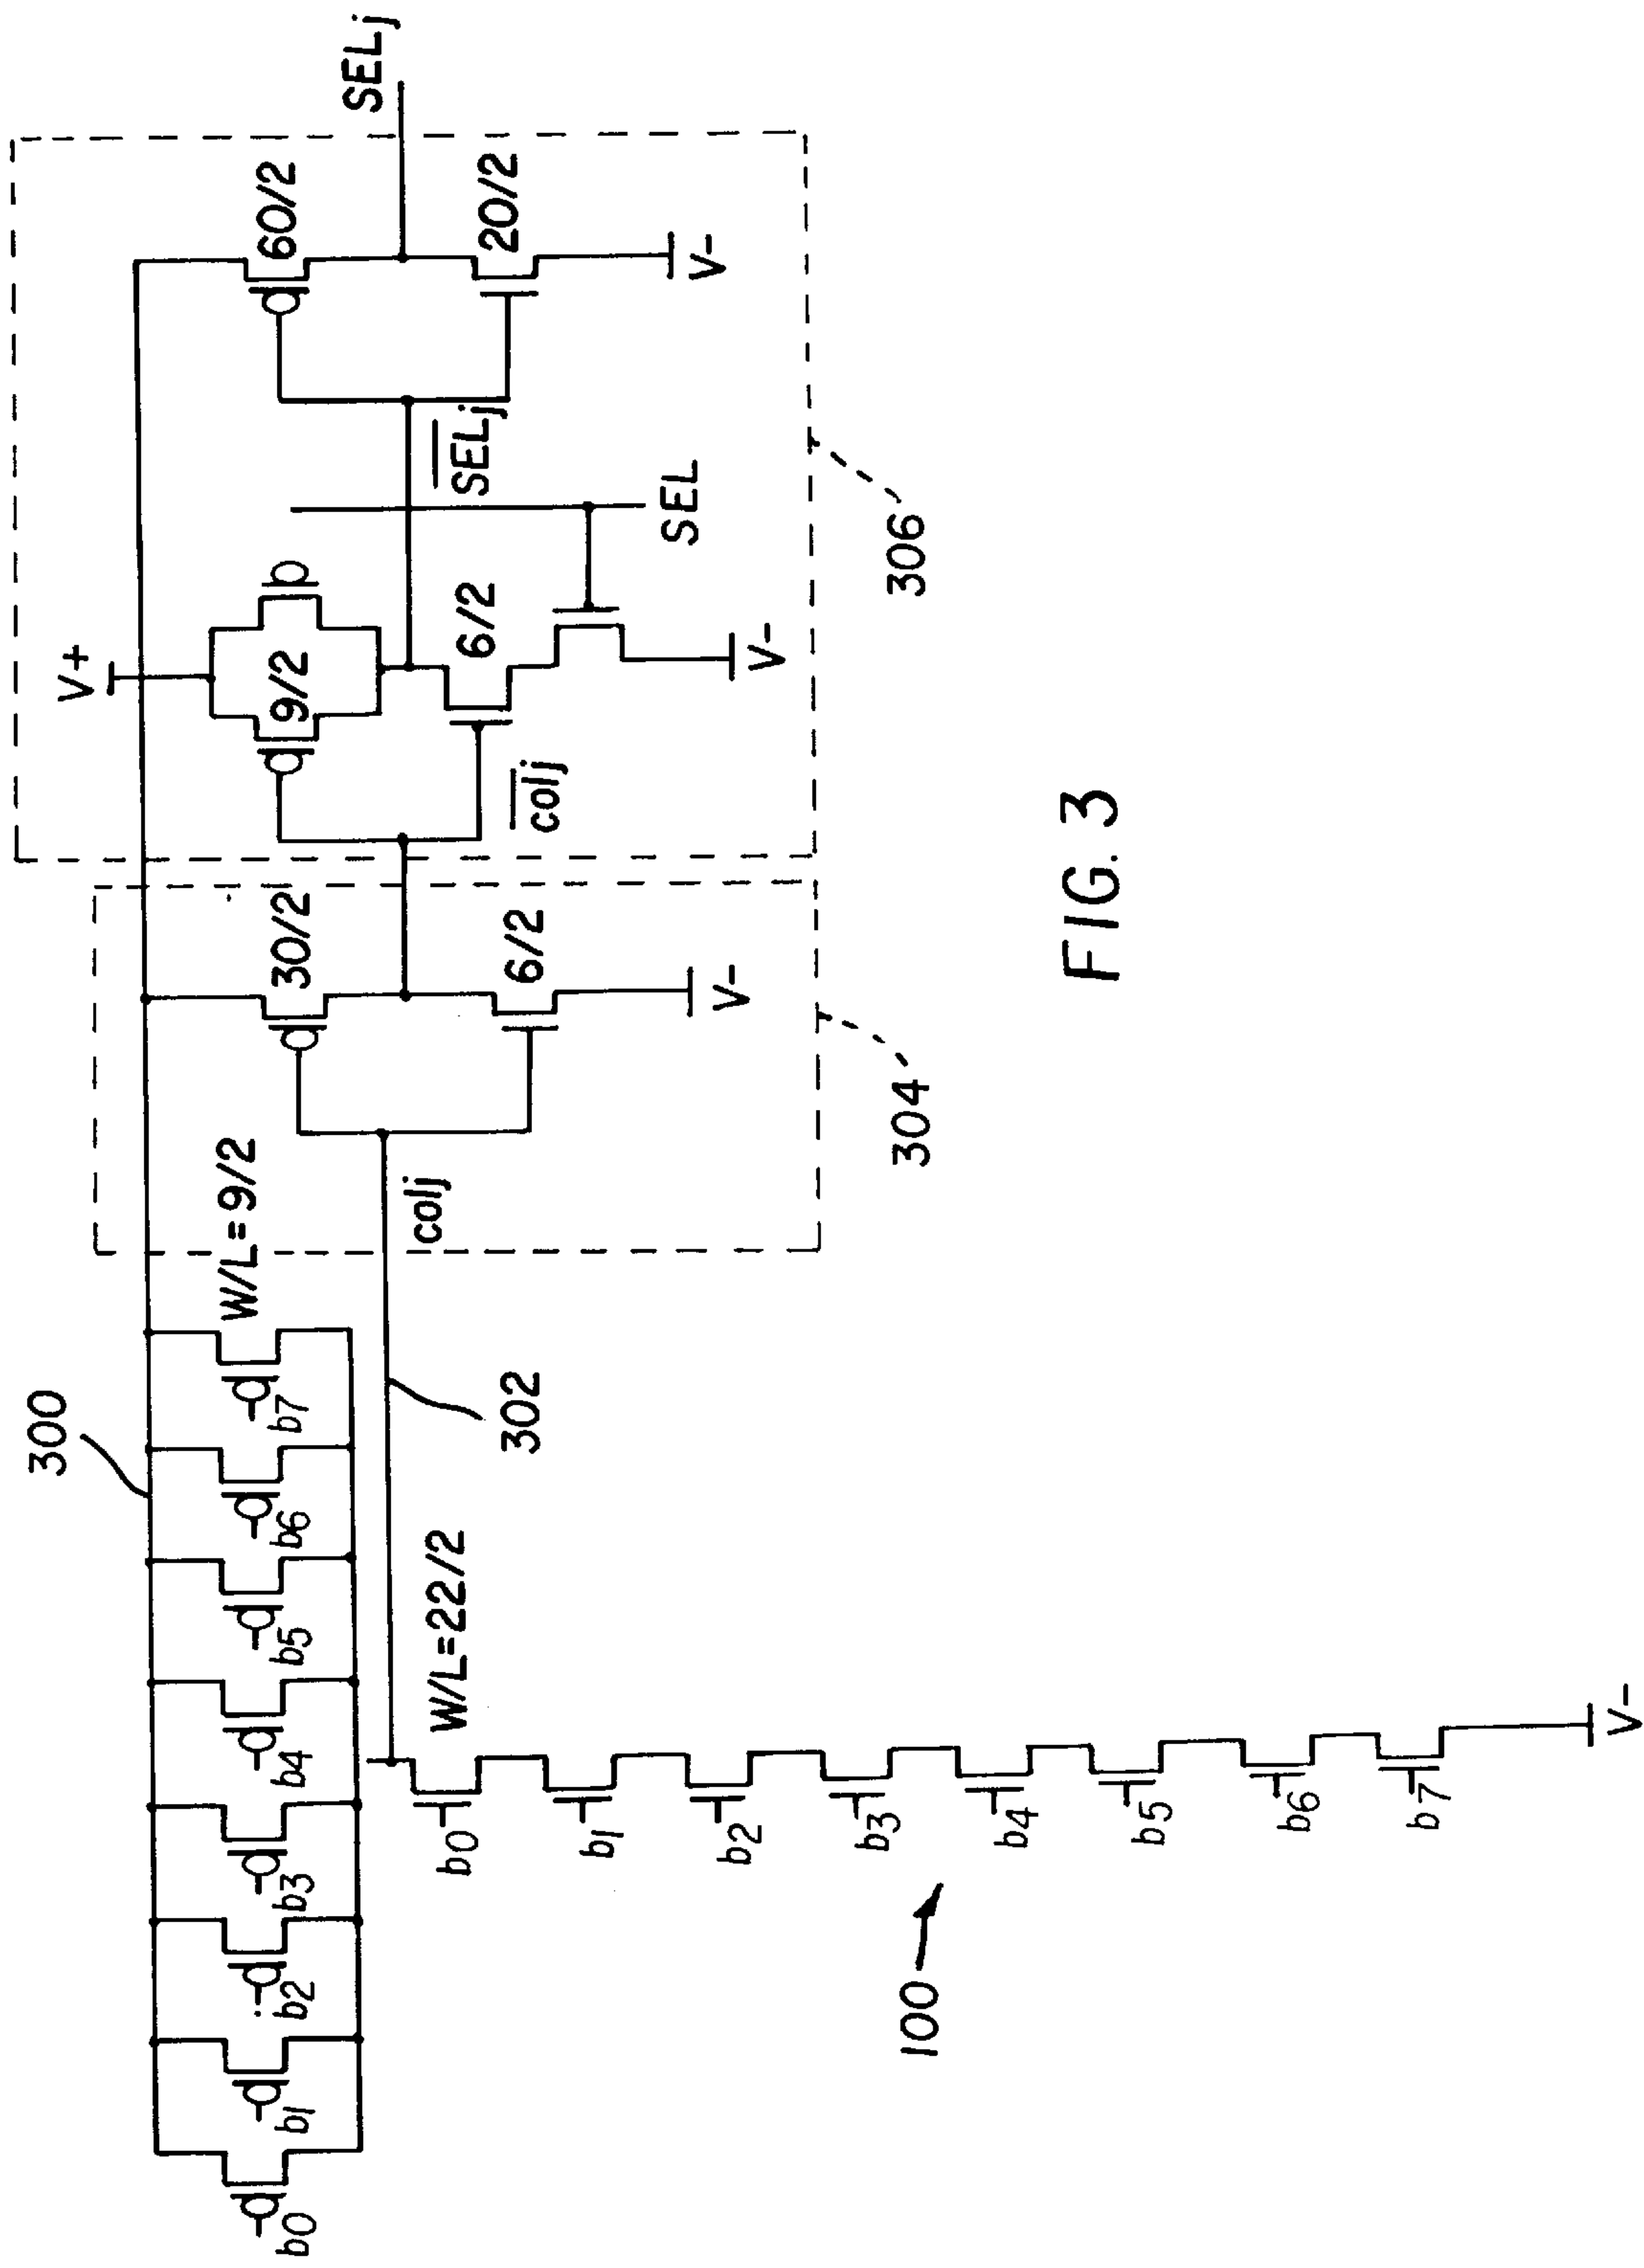 300
V+
60/2
SELj
9/2
20/2
V-
SELj
SEL
6/2
V-
colj
306
30/2
6/2
V-
304
W/L=9/2
colj
302
b0
b1
b2
b3
b4
b5
b6
b7
W/L=22/2
b0
b1
b2
b3
b4
b5
b6
b7
V-
100
FIG. 3